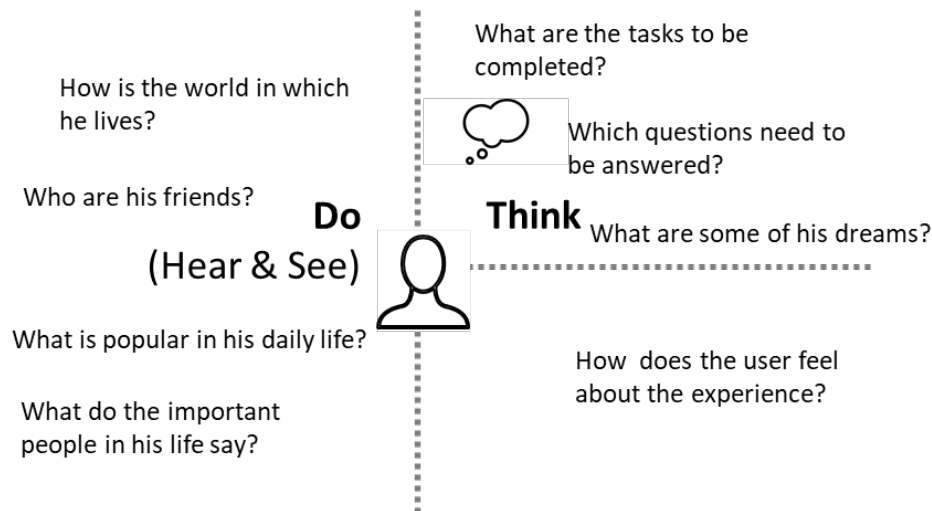 How is the world in which
he lives?
Who are his friends?
Do
(Hear & See)
What is popular in his daily life?
What do the important
people in his life say?
What are the tasks to be
completed?
Which questions need to
be answered?
Think
What are some of his dreams?
How does the user feel
about the experience?